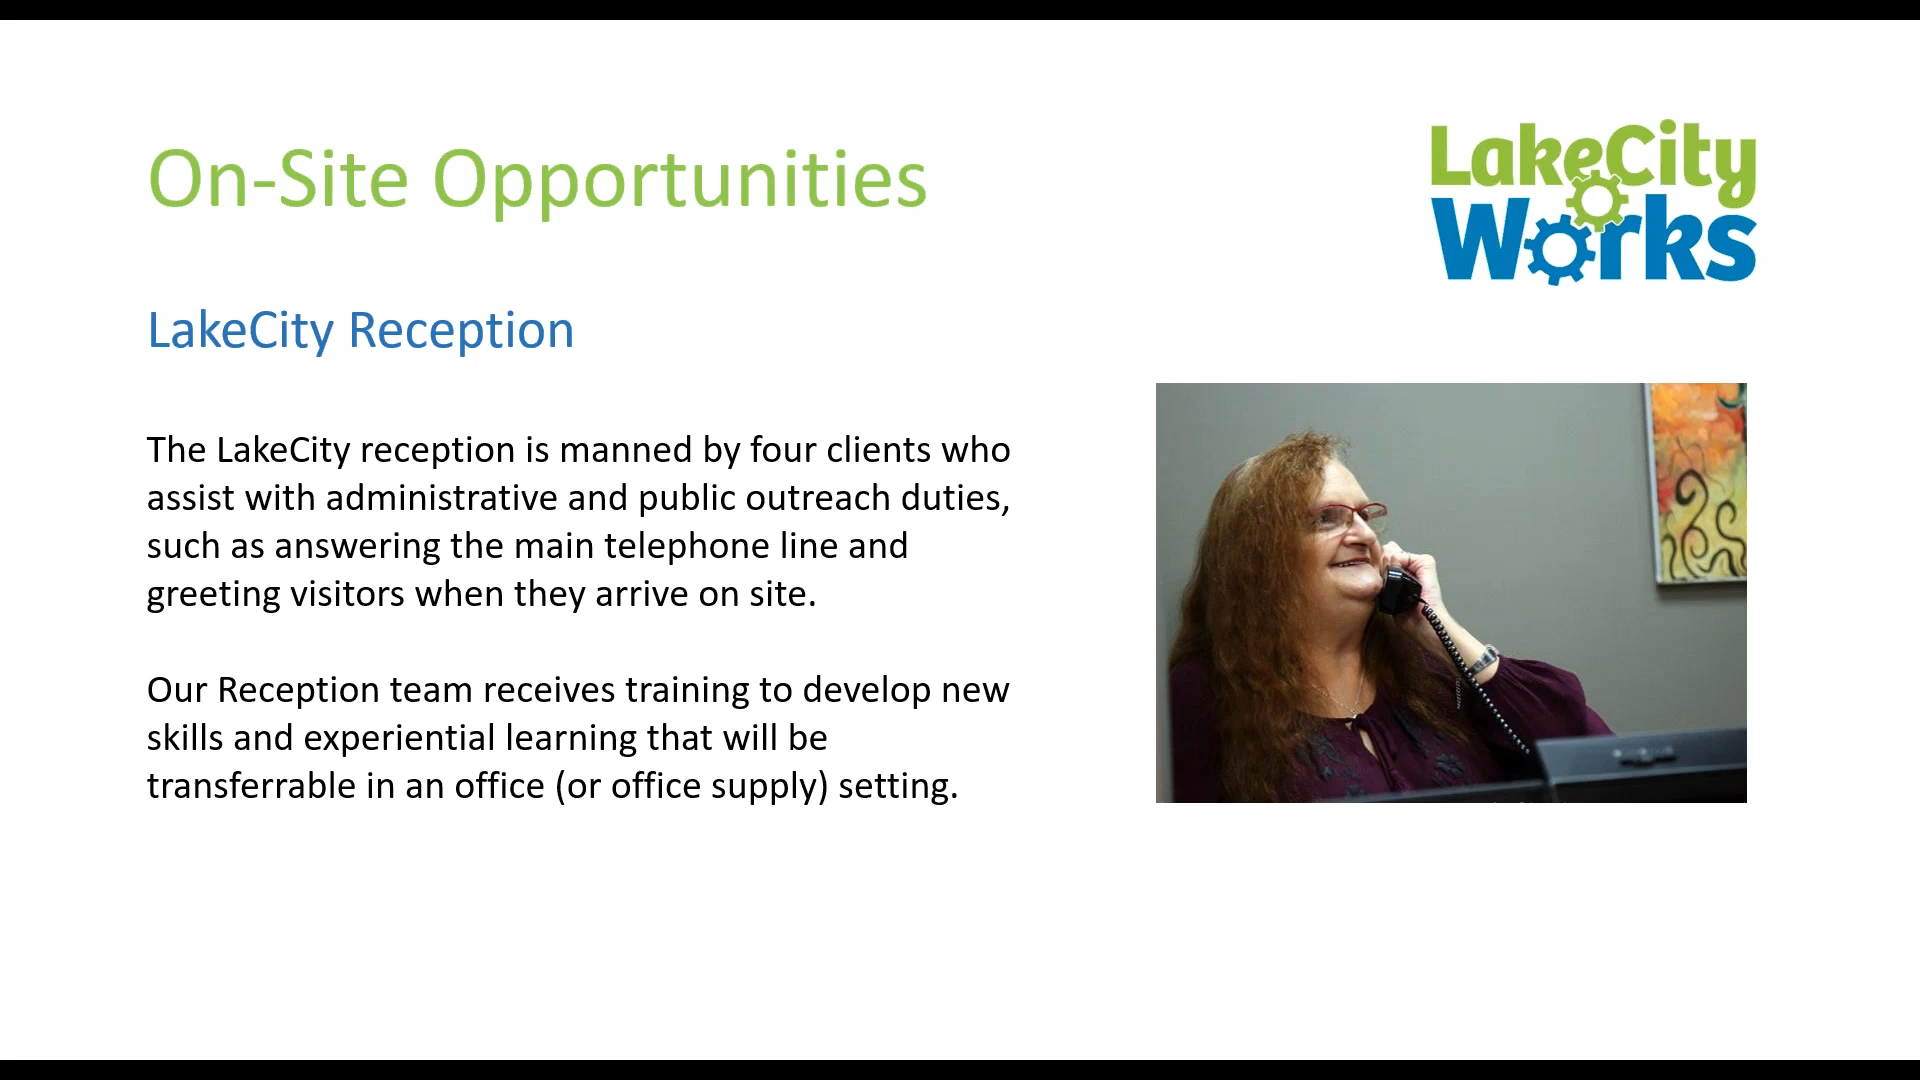 On-Site Opportunities
LakeCity
Works
LakeCity Reception
The LakeCity reception is manned by four clients who
assist with administrative and public outreach duties,
such as answering the main telephone line and
greeting visitors when they arrive on site.
Our Reception team receives training to develop new
skills and experiential learning that will be
transferrable in an office (or office supply) setting.